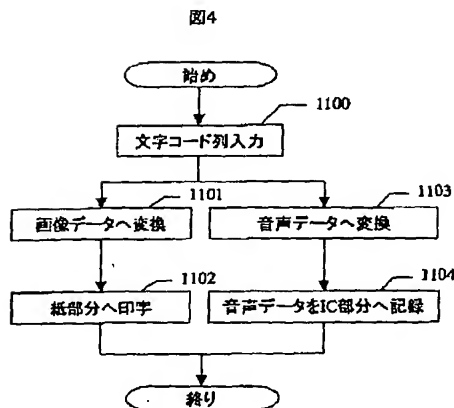 図4
始め
1100
文字コード列入力
1101
画像データへ変換
1102
紙部分へ印字
1103
音声データへ変換
1104
音声データをIC部分へ記録
終り